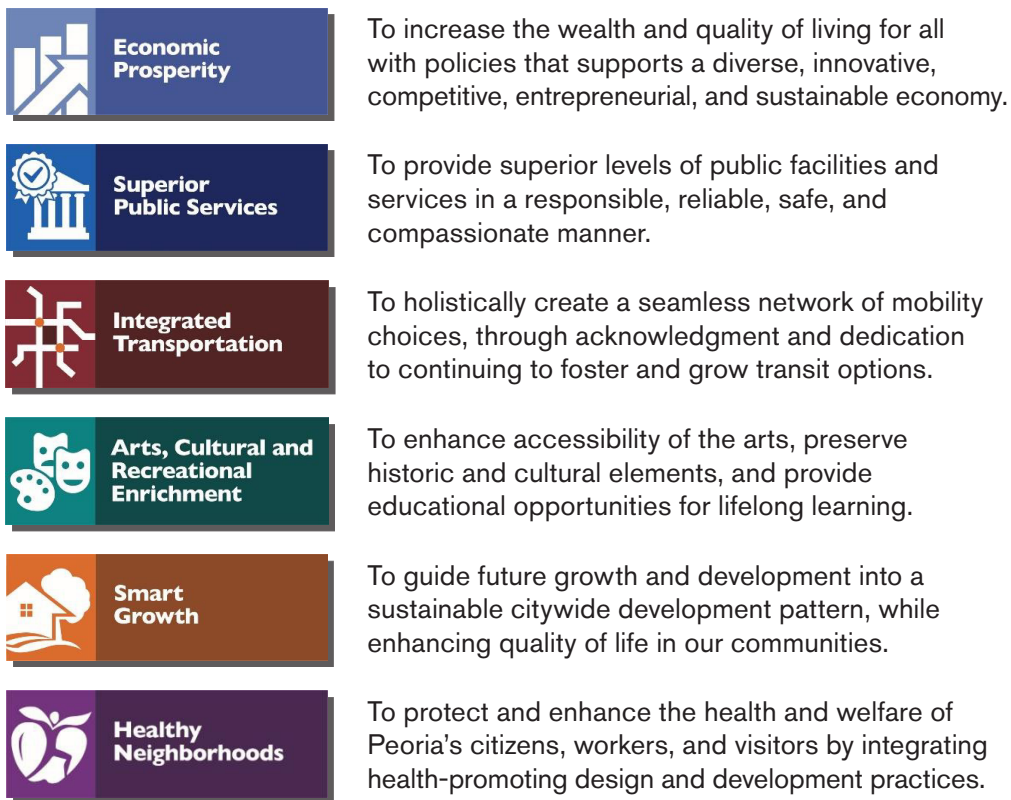 Economic
Prosperity
To increase the wealth and quality of living for all
with policies that supports a diverse, innovative,
competitive, entrepreneurial, and sustainable economy.
Superior
Public Services
To provide superior levels of public facilities and
services in a responsible, reliable, safe, and
compassionate manner.
Integrated
Transportation
To holistically create a seamless network of mobility
choices, through acknowledgment and dedication
to continuing to foster and grow transit options.
Arts, Cultural and
Recreational
Enrichment
To enhance accessibility of the arts, preserve
historic and cultural elements, and provide
educational opportunities for lifelong learning.
Smart
Growth
To guide future growth and development into a
sustainable citywide development pattern, while
enhancing quality of life in our communities.
Healthy
Neighborhoods
To protect and enhance the health and welfare of
Peoria’s citizens, workers, and visitors by integrating
health-promoting design and development practices.